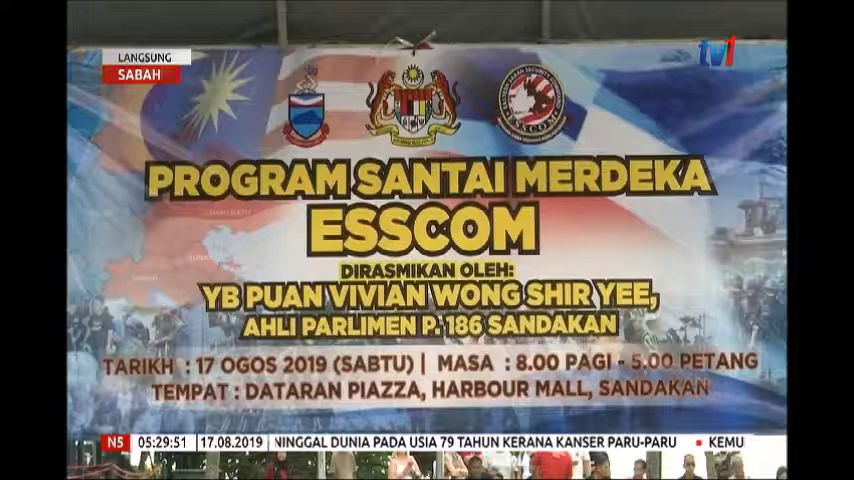 LANGSUNG
SABAH
tv1
ESSCOM
PROGRAM SANTAI MERDEKA
ESSCOM
DIRASMIKAN OLEH:
YB PUAN VIVIAN WONG SHIR YEE,
AHLI PARLIMEN P. 186 SANDAKAN
TARIKH : 17 OGOS 2019 (SABTU) | MASA : 8.00 PAGI - 5.00 PETANG
TEMPAT : DATARAN PIAZZA, HARBOUR MALL, SANDAKAN
N5 05:29:51 17.08.2019 NINGGAL DUNIA PADA USIA 79 TAHUN KERANA KANSER PARU-PARU ▪ KEMU